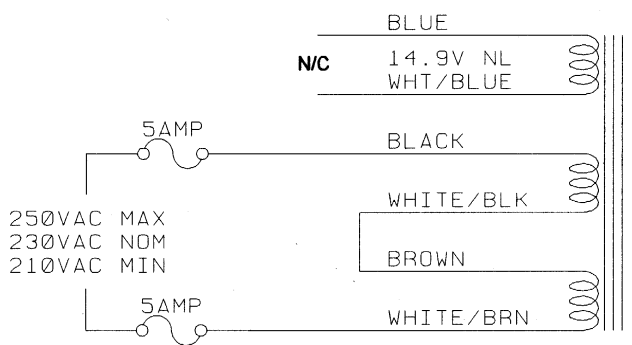 BLUE
N/C
14.9V NL
WHT/BLUE
5AMP
BLACK
WHITE/BLK
250VAC MAX
230VAC NOM
210VAC MIN
BROWN
5AMP
WHITE/BRN